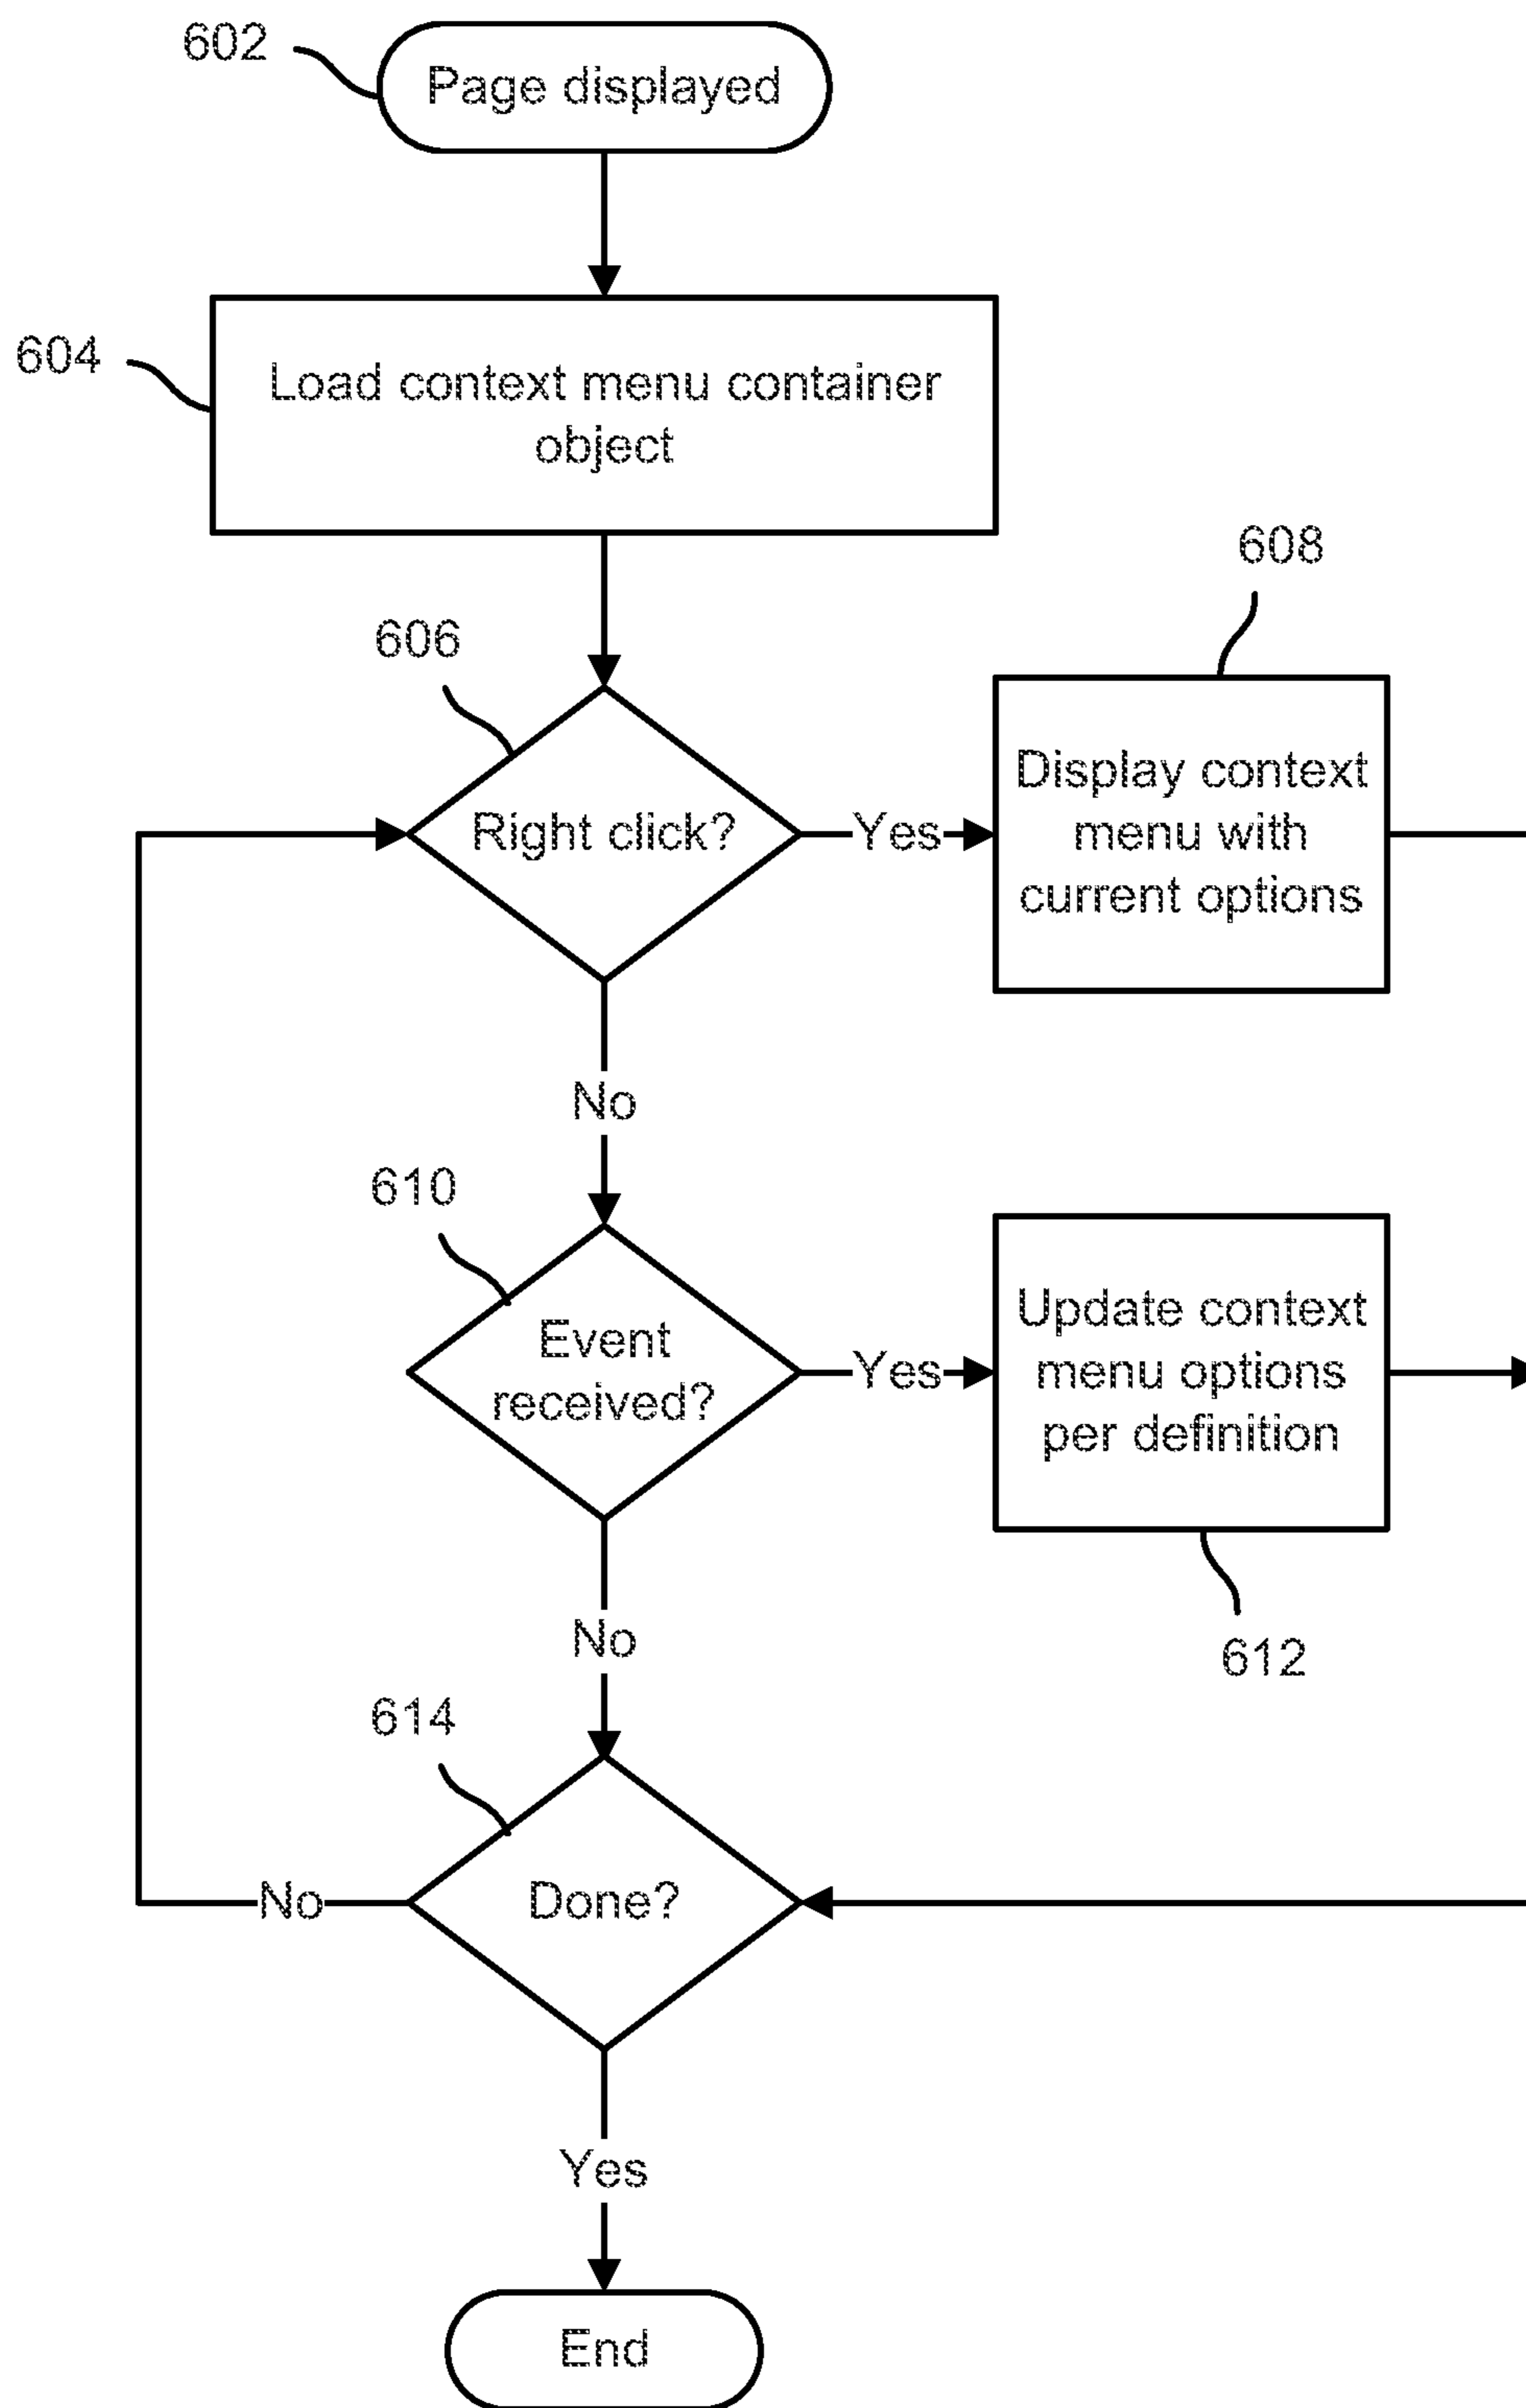 602
Page displayed
604
Load context menu container
object
608
606
Right click?
Yes
Display context
menu with
current options
No
610
Event
received?
Yes
Update context
menu options
per definition
No
612
614
Done?
No
Yes
End